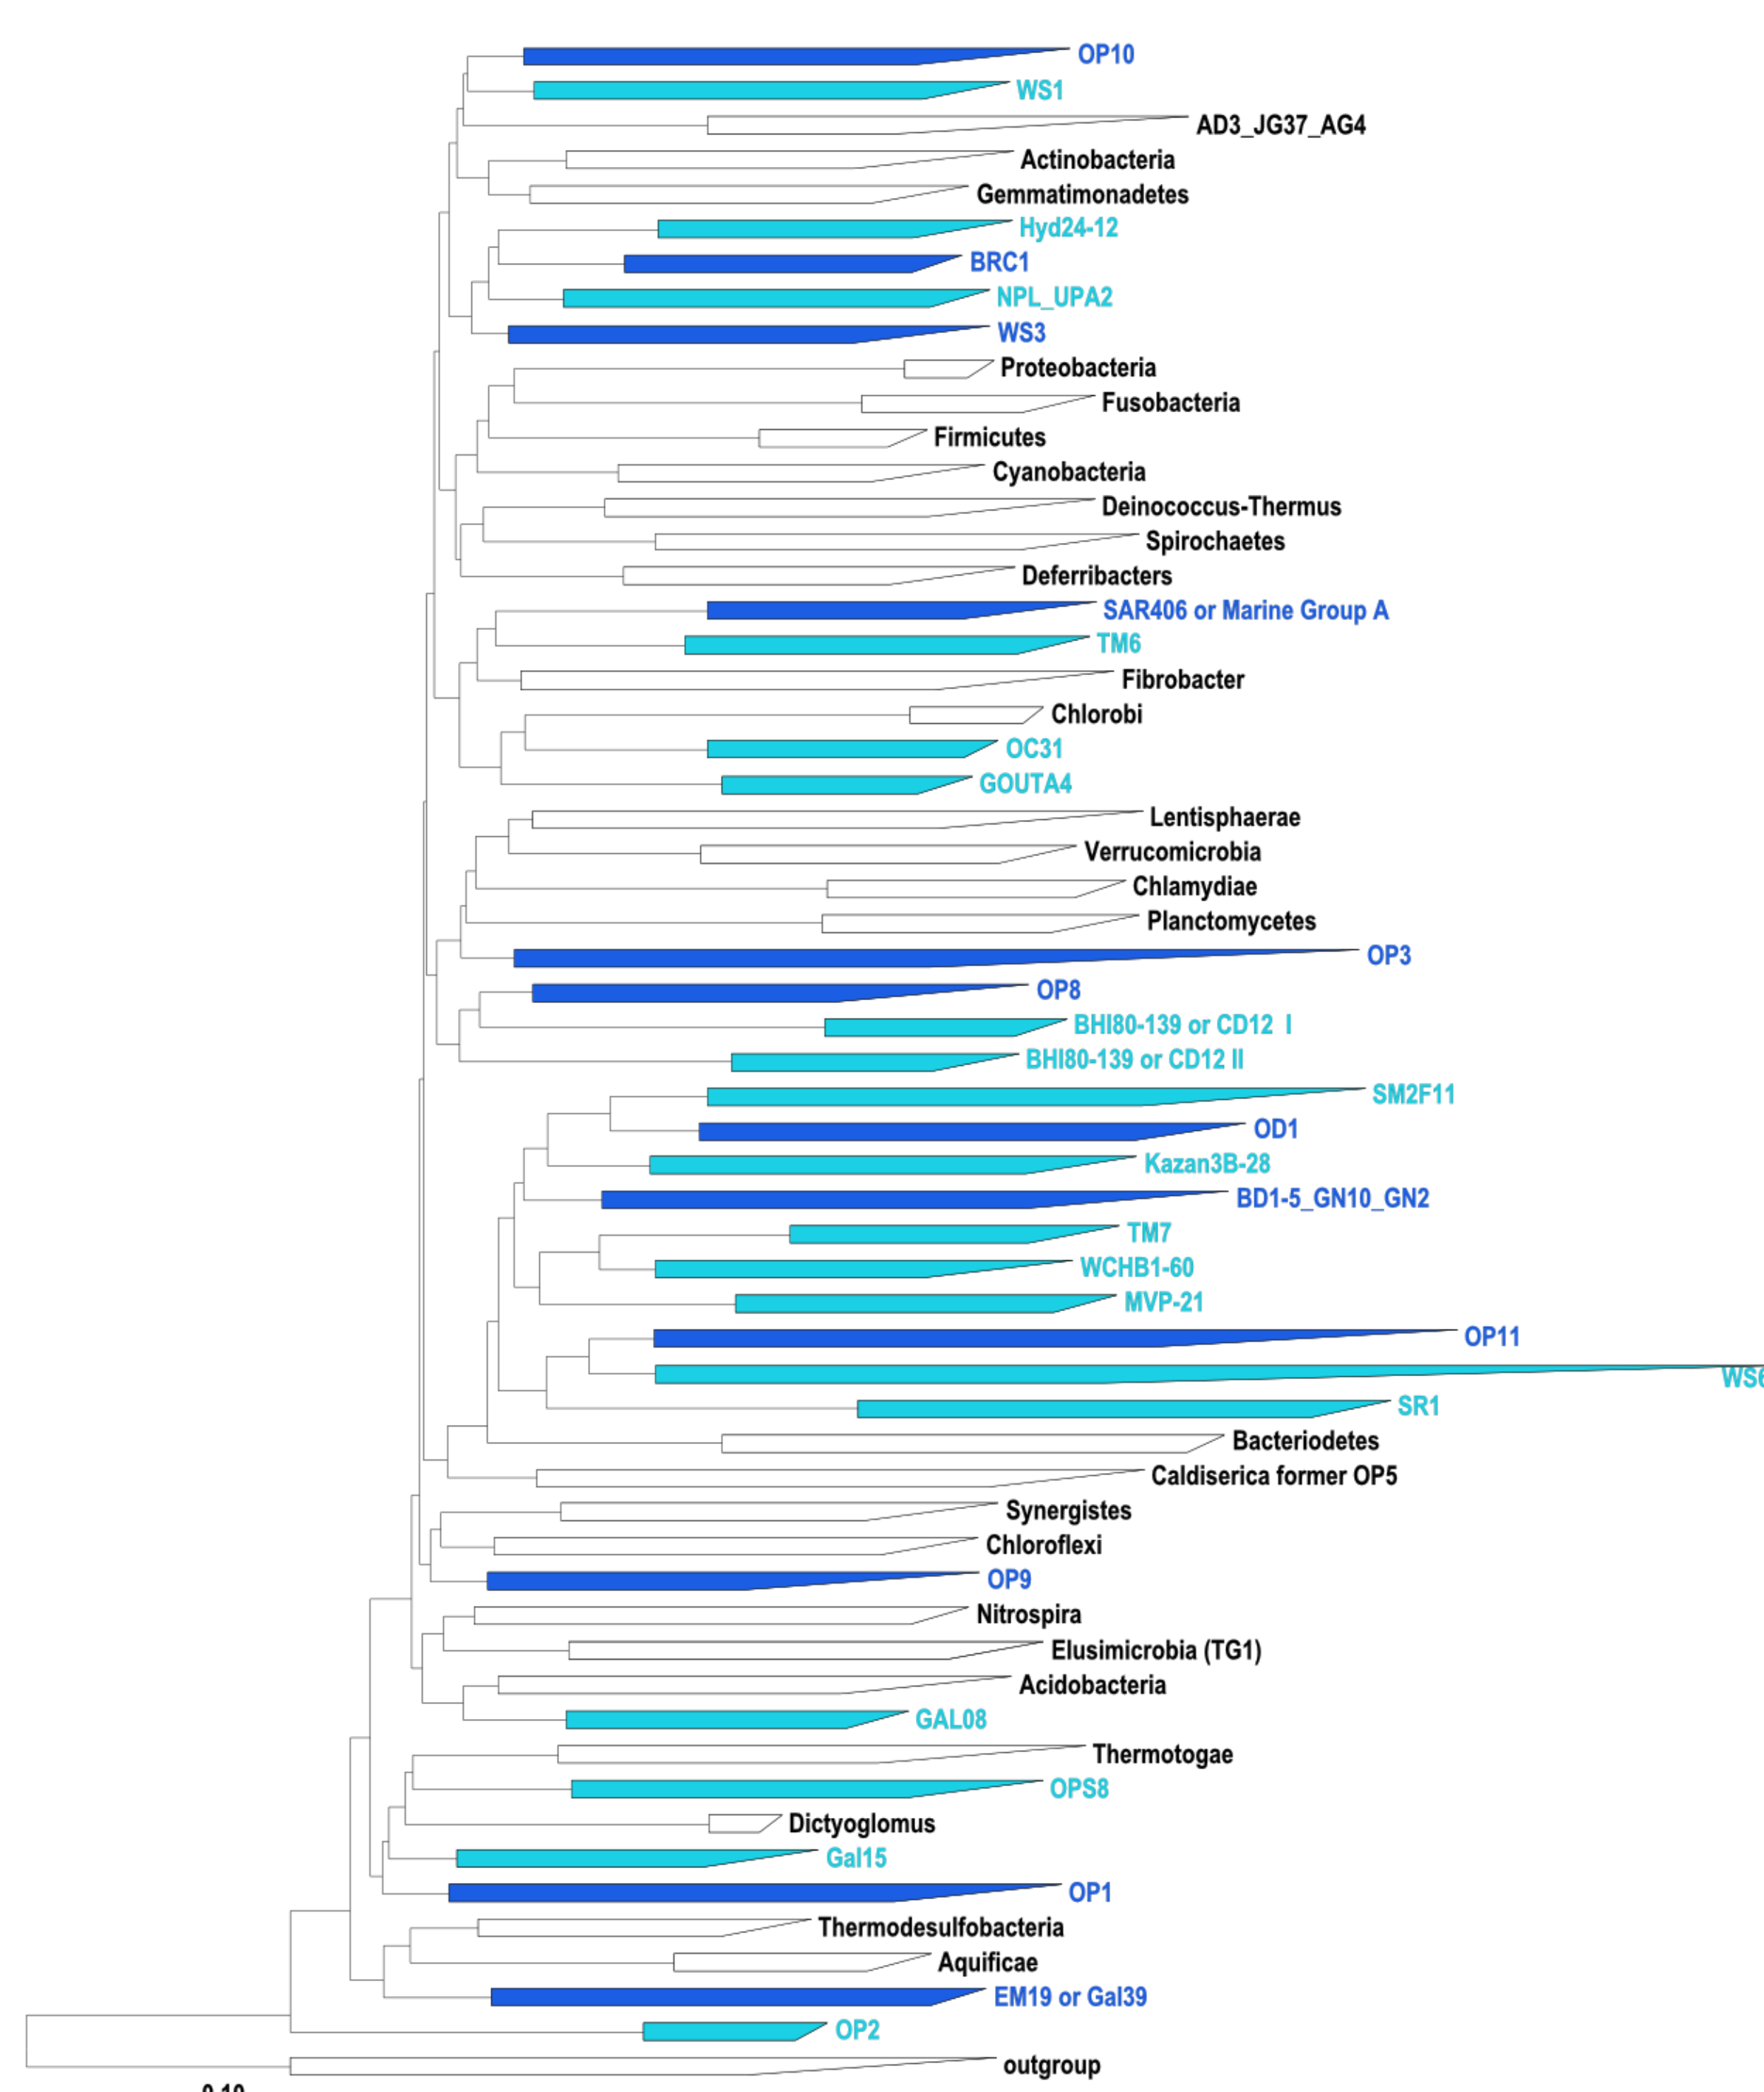 OP10
WS1
AD3_JG37_AG4
Actinobacteria
Gemmatimonadetes
Hyd24-12
BRC1
NPL_UPA2
WS3
Proteobacteria
Fusobacteria
Firmicutes
Cyanobacteria
Deinococcus-Thermus
Spirochaetes
Deferribacters
SAR406 or Marine Group A
TM6
Fibrobacter
Chlorobi
OC31
GOUTA4
Lentisphaerae
Verrucomicrobia
Chlamydiae
Planctomycetes
OP3
OP8
BHI80-139 or CD12 I
BHI80-139 or CD12 II
SM2F11
OD1
Kazan3B-28
BD1-5_GN10_GN2
TM7
WCHB1-60
MVP-21
OP11
WS6
SR1
Bacteriodetes
Caldiserica former OP5
Synergistes
Chloroflexi
OP9
Nitrospira
Elusimicrobia (TG1)
Acidobacteria
GAL08
Thermotogae
OPS8
Dictyoglomus
Gal15
OP1
Thermodesulfobacteria
Aquificae
EM19 or Gal39
OP2
outgroup